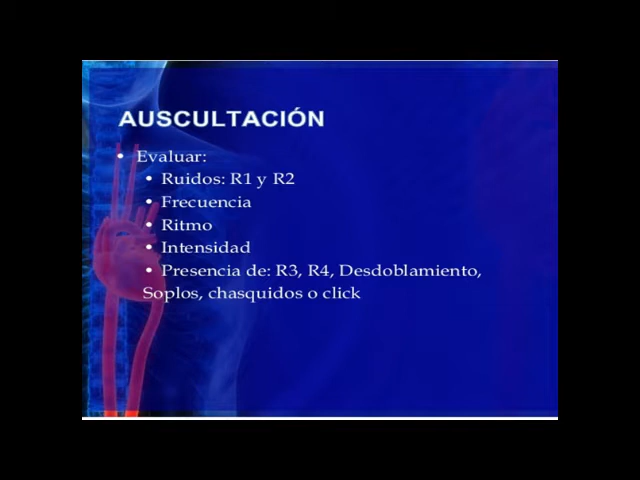 AUSCULTACIÓN
• Evaluar:
• Ruidos: R1 y R2
• Frecuencia
• Ritmo
• Intensidad
• Presencia de: R3, R4, Desdoblamiento,
Soplos, chasquidos o click